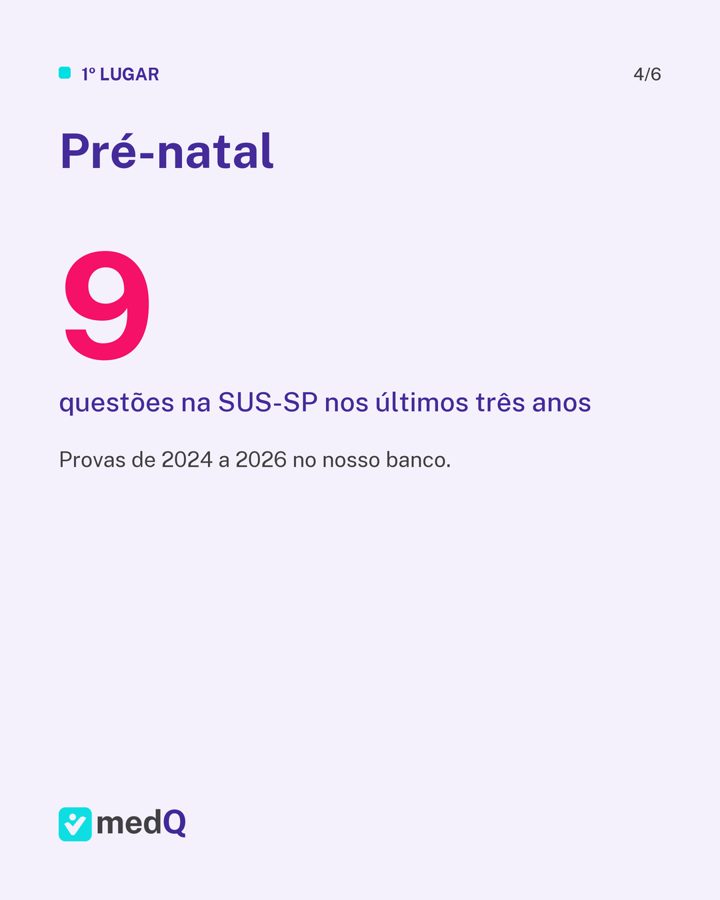 1º LUGAR
4/6
Pré-natal
9
questões na SUS-SP nos últimos três anos
Provas de 2024 a 2026 no nosso banco.
medQ